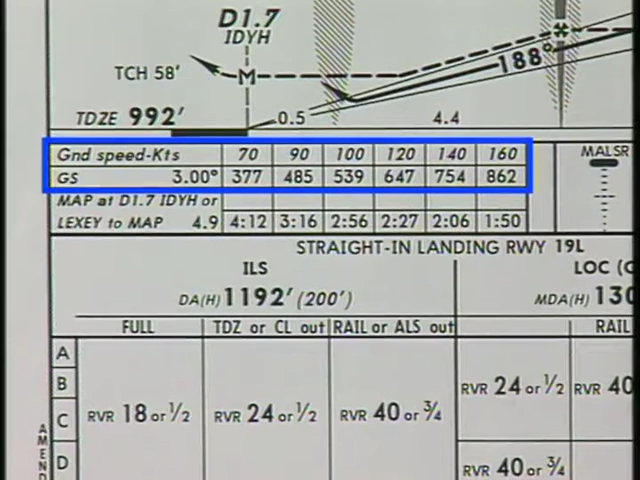 D1.7
IDYH
TCH 58'
M
188°
TDZE 992'
0.5
4.4
Gnd speed-Kts 70 90 100 120 140 160
MALSR
GS 3.00° 377 485 539 647 754 862
MAP at D1.7 IDYH or
LEXEY to MAP 4.9 4:12 3:16 2:56 2:27 2:06 1:50
STRAIGHT-IN LANDING RWY 19L
ILS
LOC (
DA(H) 1192' (200')
MDA(H) 130
FULL
TDZ or CL out
RAIL or ALS out
RAIL
A
B
C
D
RVR 18 or ½
RVR 24 or ½
RVR 40 or ¾
RVR 24 or ½
RVR 40
RVR 40 or ¾
AMEND